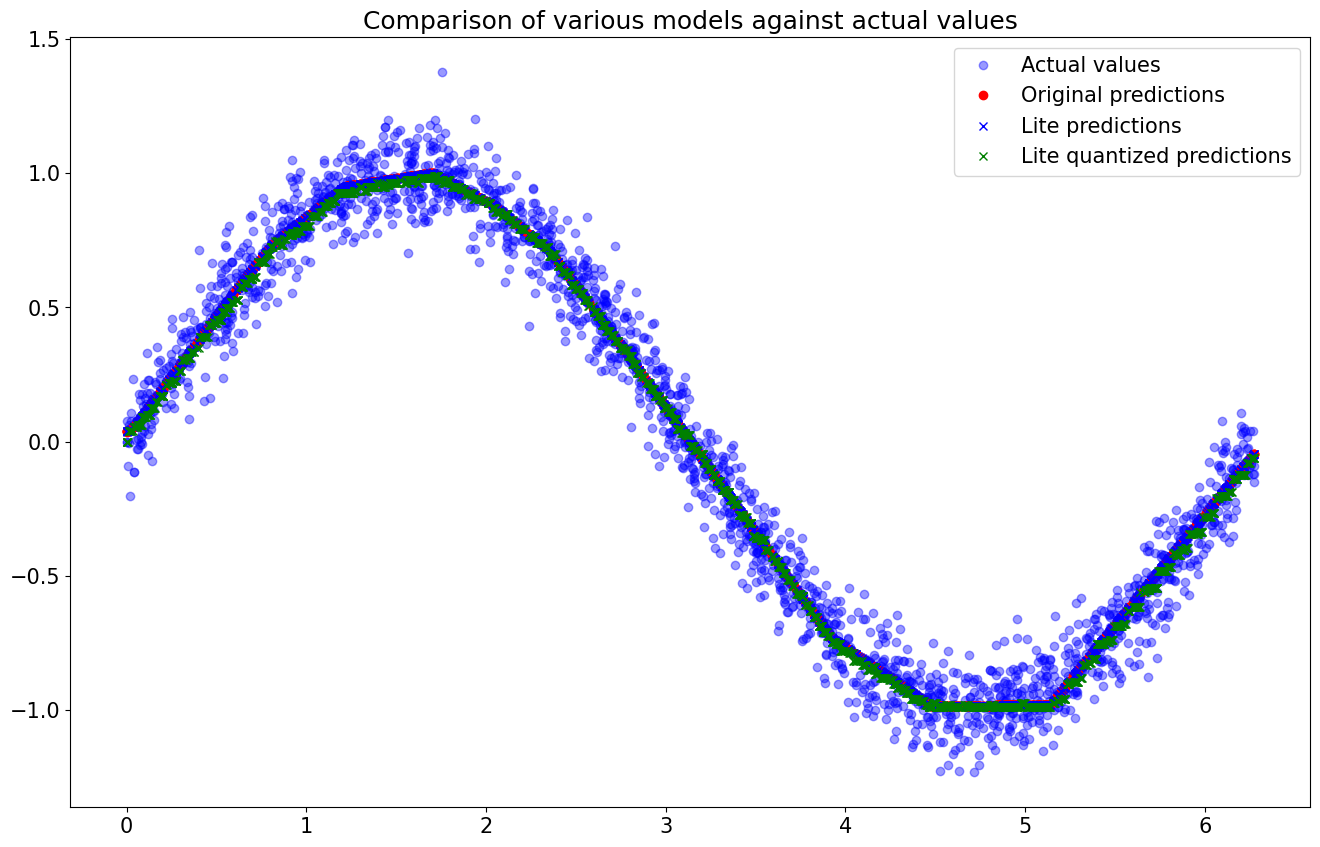 Comparison of various models against actual values
Actual values
Original predictions
Lite predictions
Lite quantized predictions
1.5
1.0
0.5
0.0
−0.5
−1.0
0 1 2 3 4 5 6